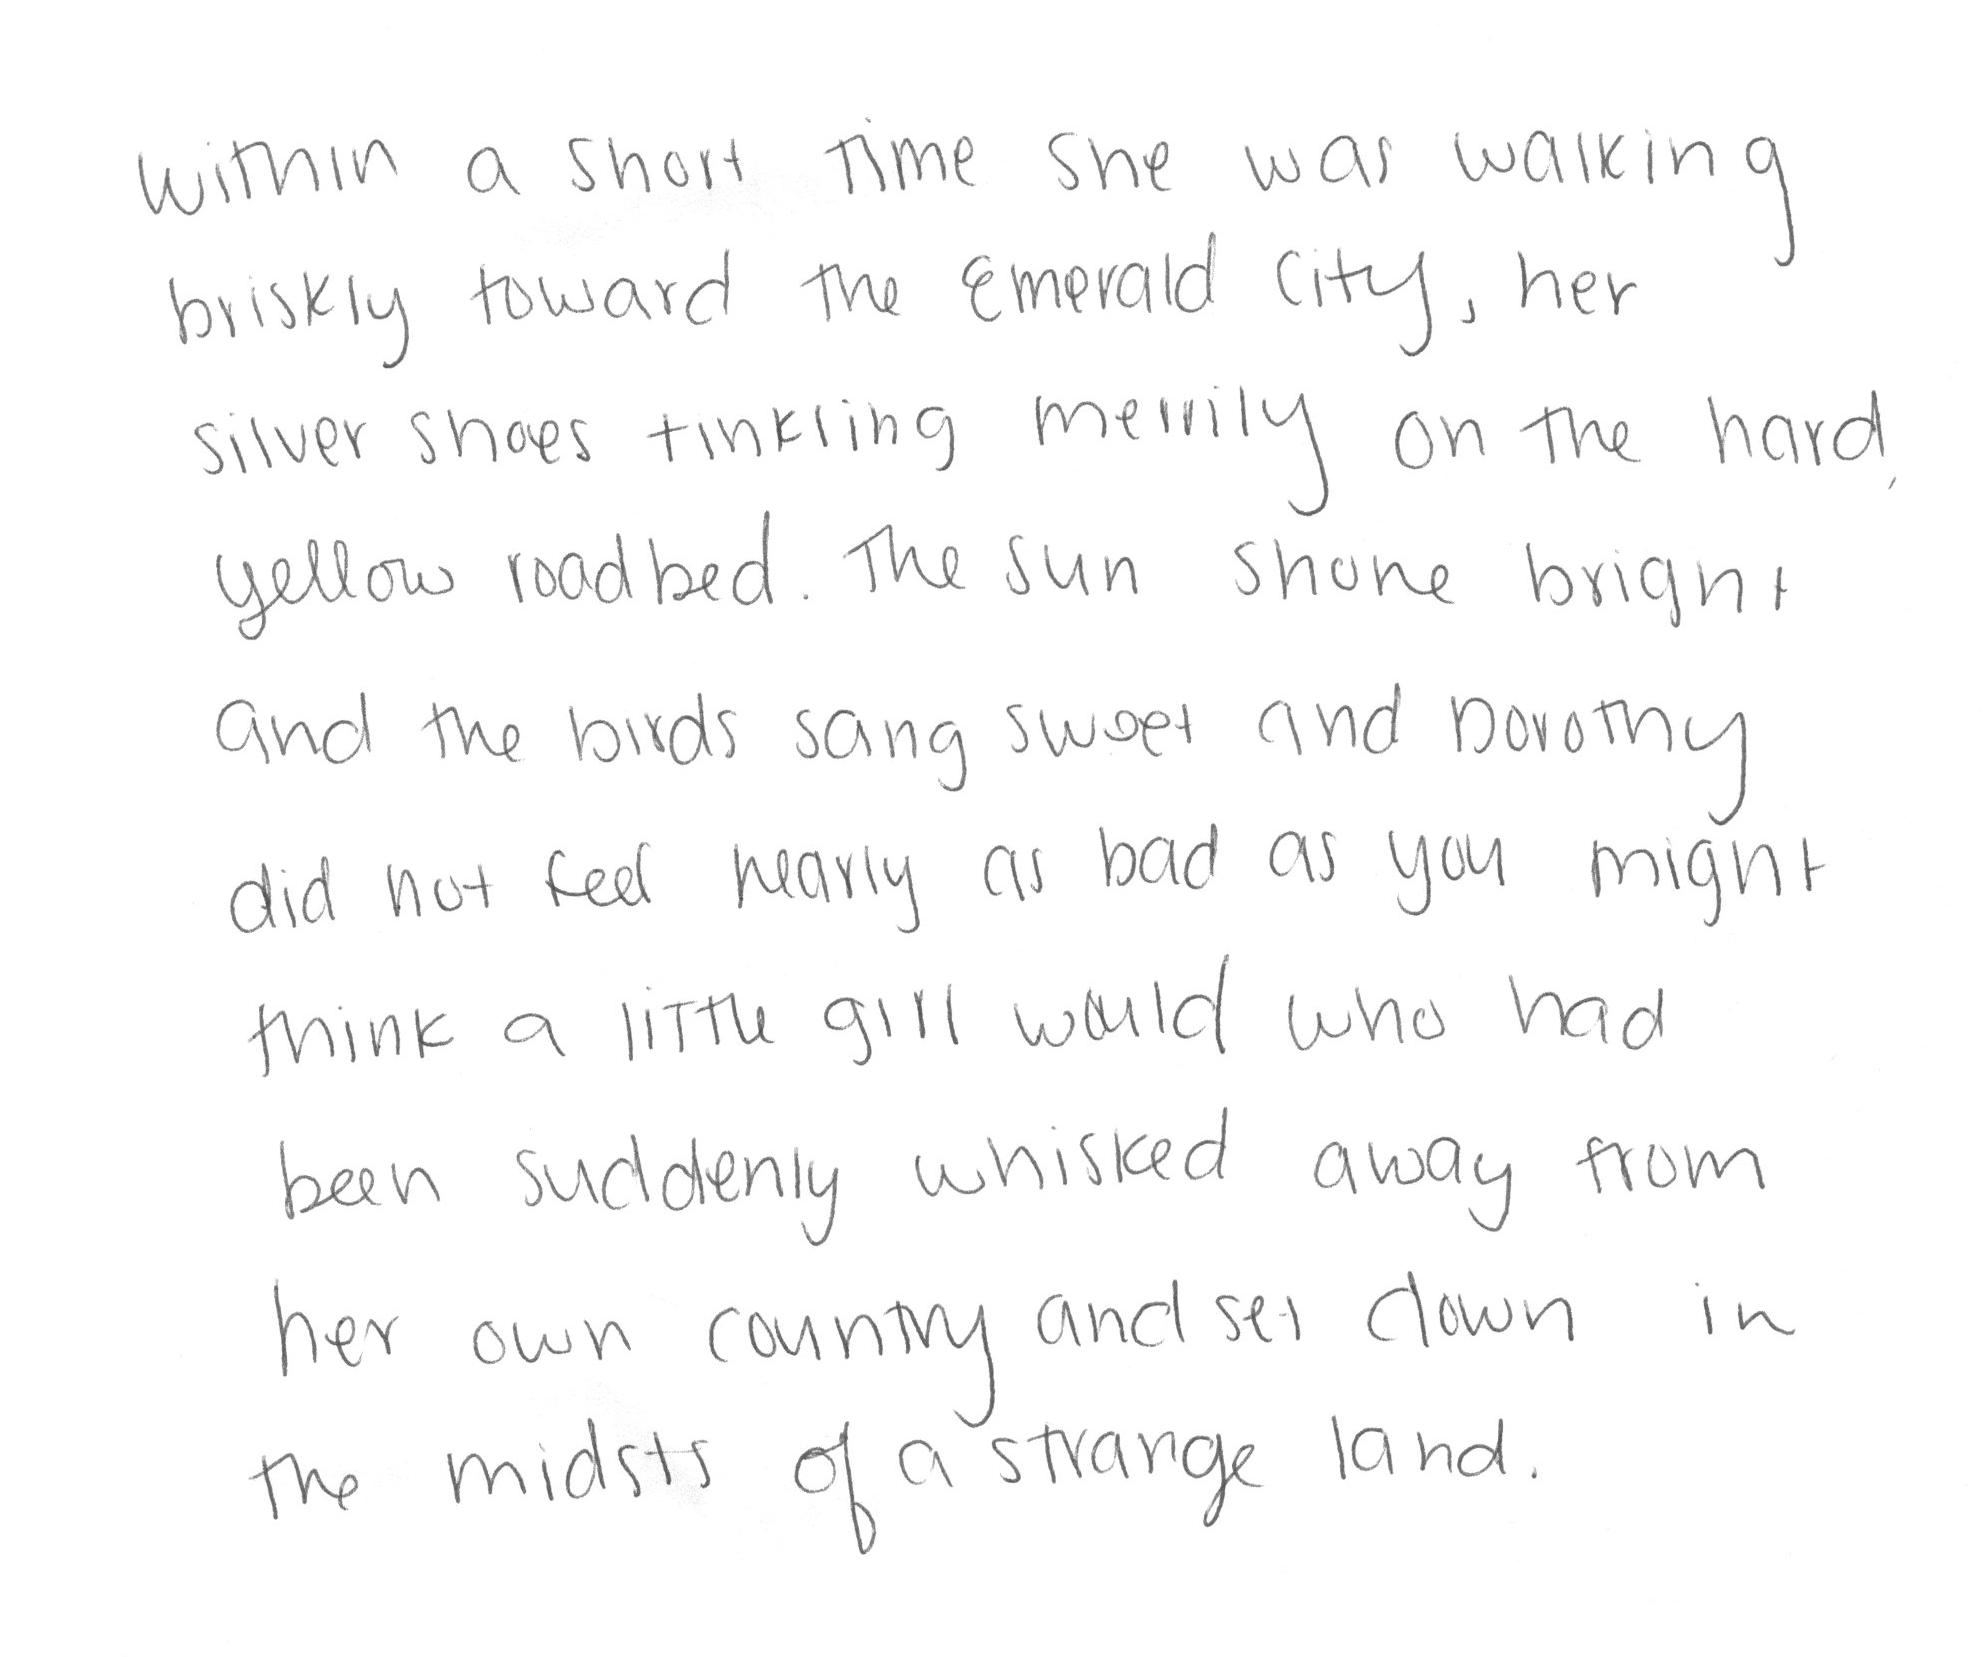 Within a short Time she was walking
briskly toward the Emerald City, her
silver shoes tinkling merrily on the hard,
yellow roadbed. The sun shone bright
and the birds sang sweet and Dorothy
did not feel nearly as bad as you might
think a little girl would who had
been suddenly whisked away from
her own country and set down in
the midsts of a strange land.